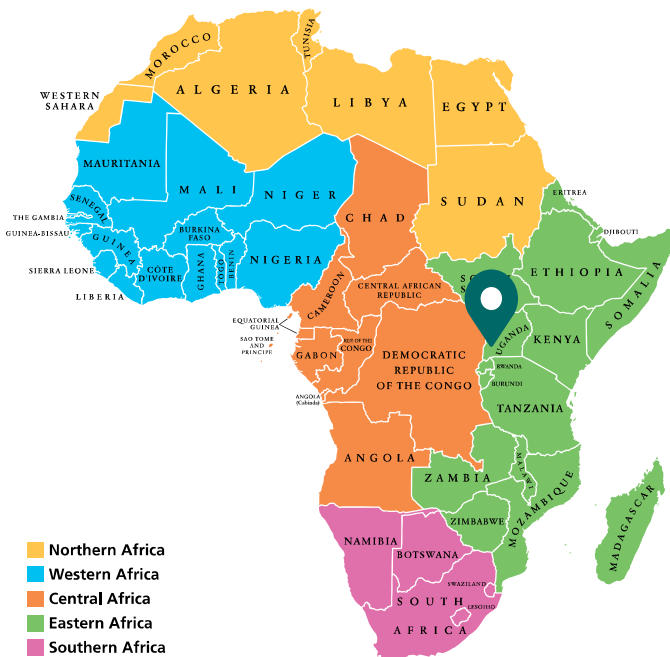 TUNISIA
MOROCCO
ALGERIA
LIBYA
EGYPT
WESTERN
SAHARA
MAURITANIA
MALI
NIGER
CHAD
SUDAN
ERITREA
SENEGAL
THE GAMBIA
GUINEA-BISSAU
GUINEA
BURKINA
FASO
DJIBOUTI
SIERRA LEONE
LIBERIA
CÔTE
D'IVOIRE
GHANA
TOGO
BENIN
NIGERIA
CAMEROON
CENTRAL AFRICAN
REPUBLIC
ETHIOPIA
SOMALIA
EQUATORIAL
GUINEA
SAO TOME
AND
PRINCIPE
GABON
REP. OF THE
CONGO
DEMOCRATIC
REPUBLIC
OF THE CONGO
UGANDA
KENYA
RWANDA
BURUNDI
TANZANIA
ANGOLA
(Cabinda)
ANGOLA
ZAMBIA
MALAWI
MOZAMBIQUE
ZIMBABWE
MADAGASCAR
NAMIBIA
BOTSWANA
SWAZILAND
LESOTHO
SOUTH
AFRICA
Northern Africa
Western Africa
Central Africa
Eastern Africa
Southern Africa